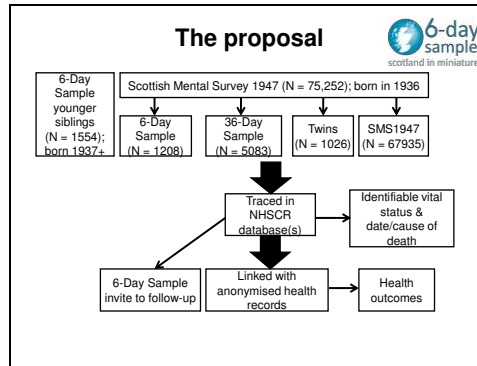 The proposal
6-day
sample
scotland in miniature
6-Day
Sample
younger
siblings
(N = 1554);
born 1937+
Scottish Mental Survey 1947 (N = 75,252); born in 1936
6-Day
Sample
(N = 1208)
36-Day
Sample
(N = 5083)
Twins
(N = 1026)
SMS1947
(N = 67935)
Traced in
NHSCR
database(s)
Identifiable vital
status &
date/cause of
death
6-Day Sample
invite to follow-up
Linked with
anonymised health
records
Health
outcomes